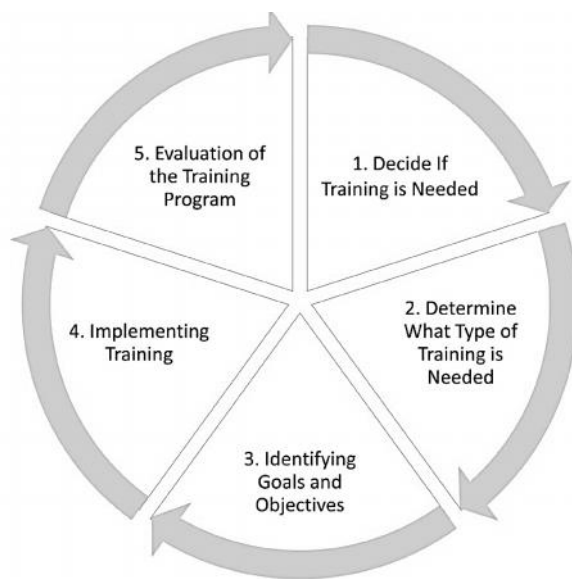 1. Decide If
Training is Needed
2. Determine
What Type of
Training is
Needed
3. Identifying
Goals and
Objectives
4. Implementing
Training
5. Evaluation of
the Training
Program